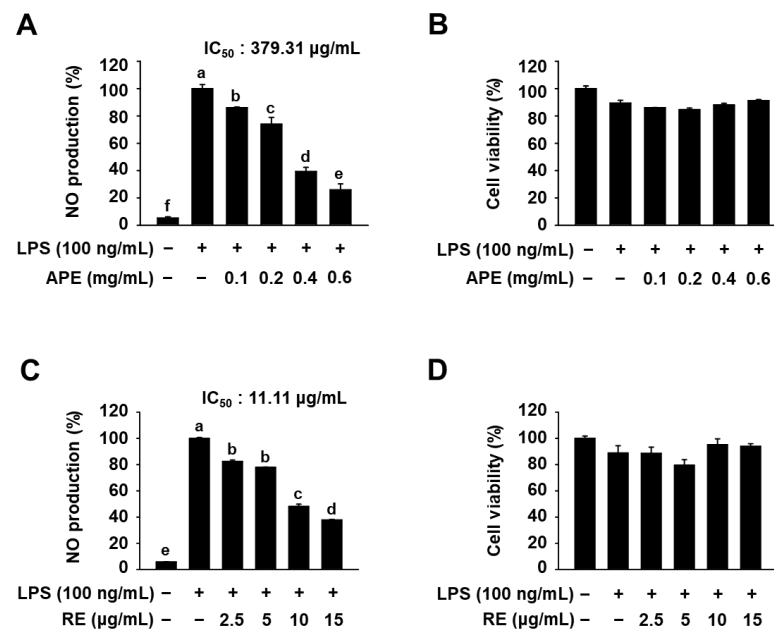 A
IC50 : 379.31 µg/mL
NO production (%)
120
100
80
60
40
20
0
f a b c d e
LPS (100 ng/mL) – + + + + +
APE (mg/mL) – – 0.1 0.2 0.4 0.6
B
Cell viability (%)
120
100
80
60
40
20
0
LPS (100 ng/mL) – + + + + +
APE (mg/mL) – – 0.1 0.2 0.4 0.6
C
IC50 : 11.11 µg/mL
NO production (%)
120
100
80
60
40
20
0
e a b b c d
LPS (100 ng/mL) – + + + + +
RE (µg/mL) – – 2.5 5 10 15
D
Cell viability (%)
120
100
80
60
40
20
0
LPS (100 ng/mL) – + + + + +
RE (µg/mL) – – 2.5 5 10 15